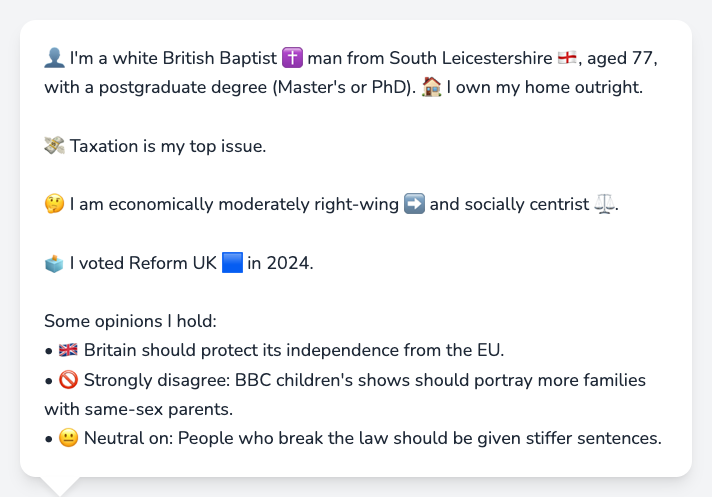 👤 I'm a white British Baptist ✝️ man from South Leicestershire 🏴󠁧󠁢󠁥󠁮󠁧󠁿, aged 77,
with a postgraduate degree (Master's or PhD). 🏠 I own my home outright.
💸 Taxation is my top issue.
🤔 I am economically moderately right-wing ➡️ and socially centrist ⚖️.
🗳️ I voted Reform UK 🟦 in 2024.
Some opinions I hold:
• 🇬🇧 Britain should protect its independence from the EU.
• 🚫 Strongly disagree: BBC children's shows should portray more families
with same-sex parents.
• 😐 Neutral on: People who break the law should be given stiffer sentences.